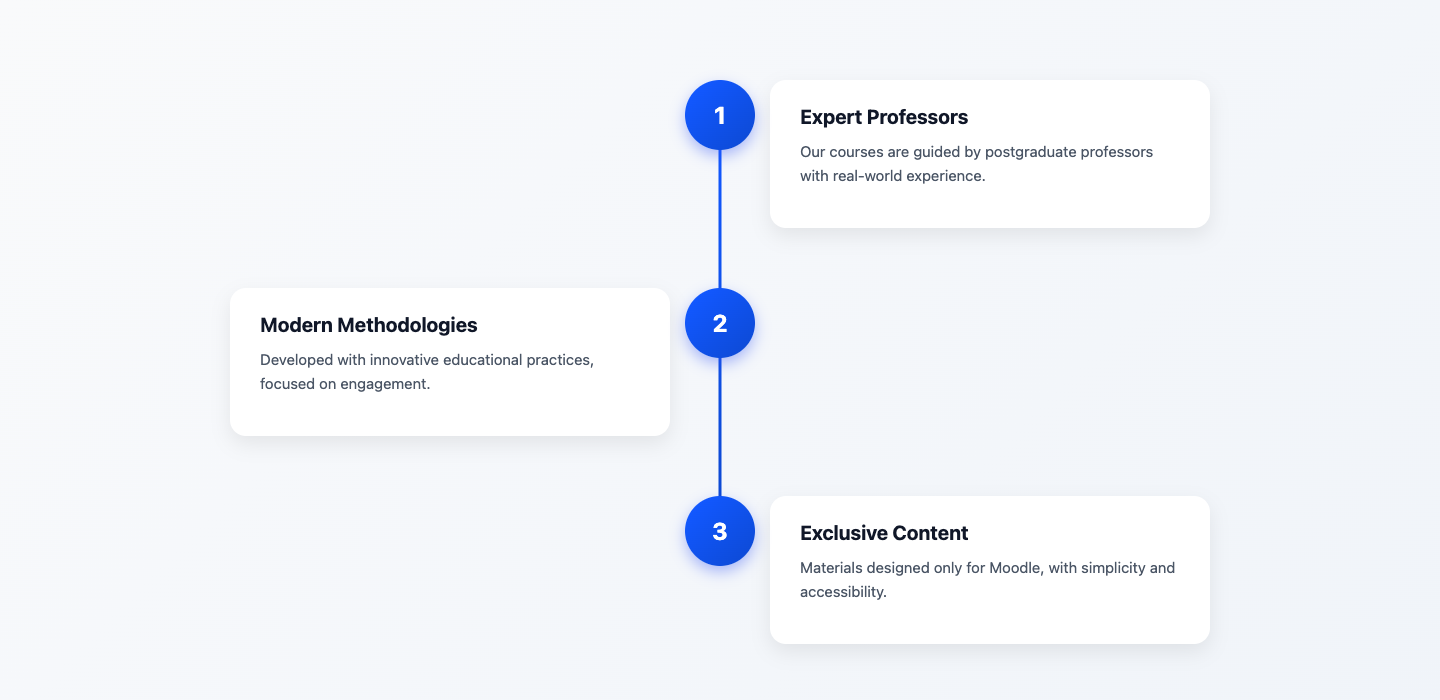 1
Expert Professors
Our courses are guided by postgraduate professors
with real-world experience.
2
Modern Methodologies
Developed with innovative educational practices,
focused on engagement.
3
Exclusive Content
Materials designed only for Moodle, with simplicity and
accessibility.